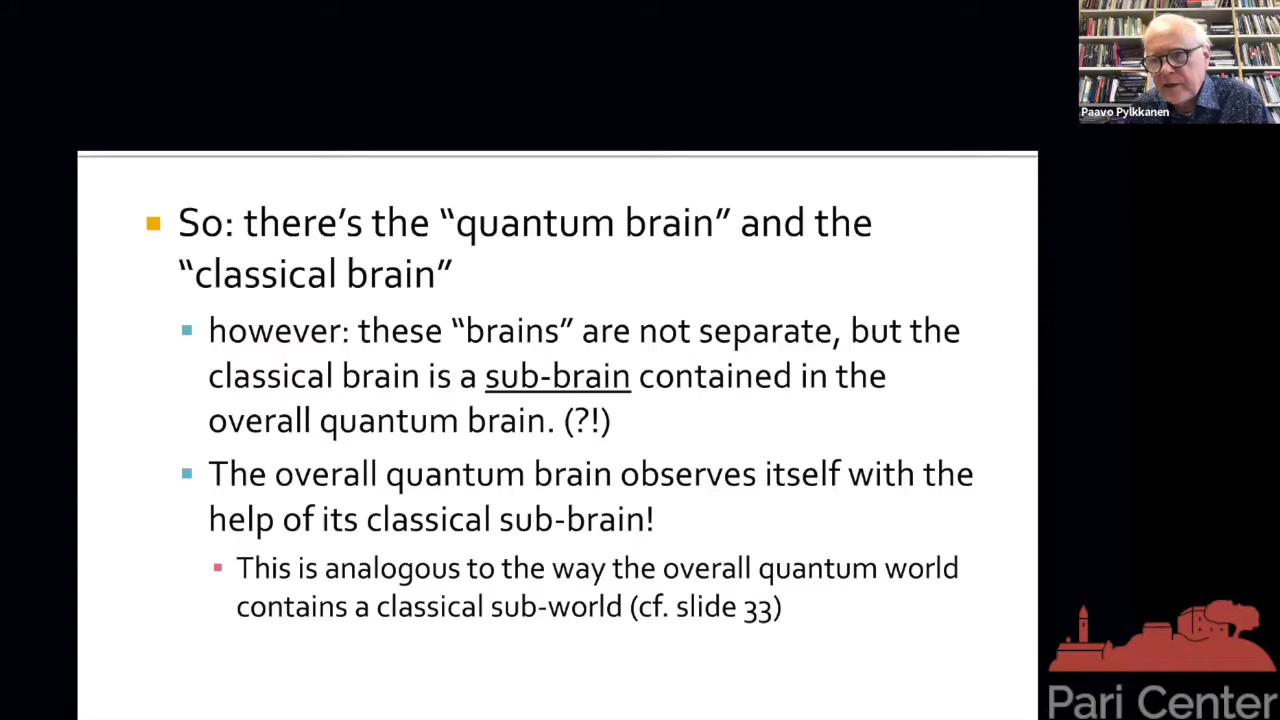 Paavo Pylkkanen
So: there's the “quantum brain” and the
“classical brain”
however: these “brains” are not separate, but the
classical brain is a sub-brain contained in the
overall quantum brain. (?!)
The overall quantum brain observes itself with the
help of its classical sub-brain!
This is analogous to the way the overall quantum world
contains a classical sub-world (cf. slide 33)
Pari Center